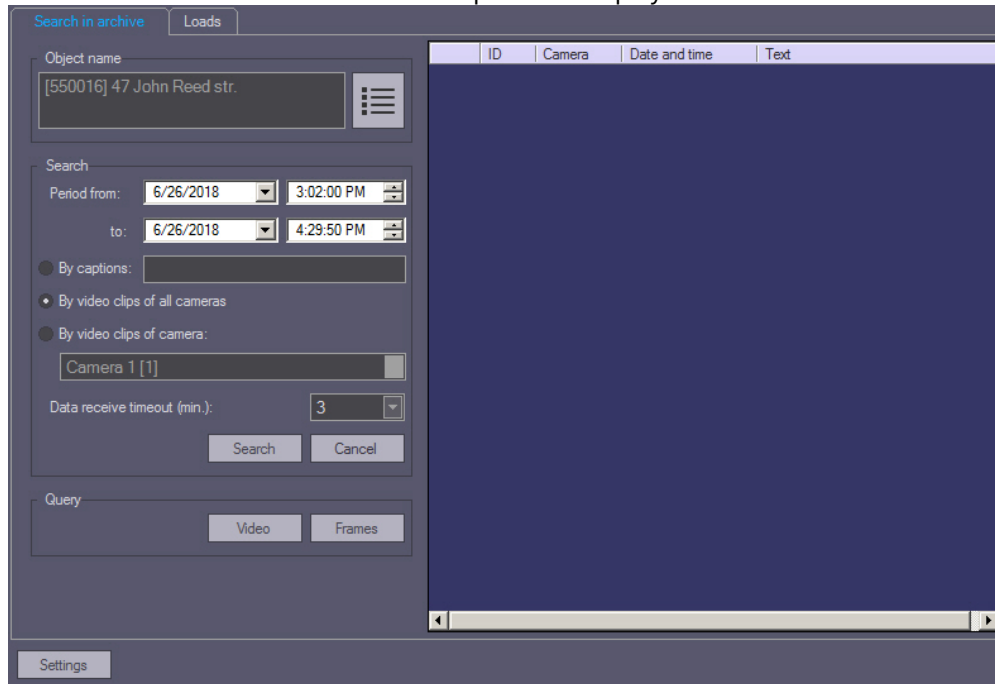 Search in archive Loads
Object name
[550016] 47 John Reed str.
ID Camera Date and time Text
Search
Period from: 6/26/2018 3:02:00 PM
to: 6/26/2018 4:29:50 PM
By captions:
By video clips of all cameras
By video clips of camera:
Camera 1 [1]
Data receive timeout (min.): 3
Search Cancel
Query
Video Frames
Settings